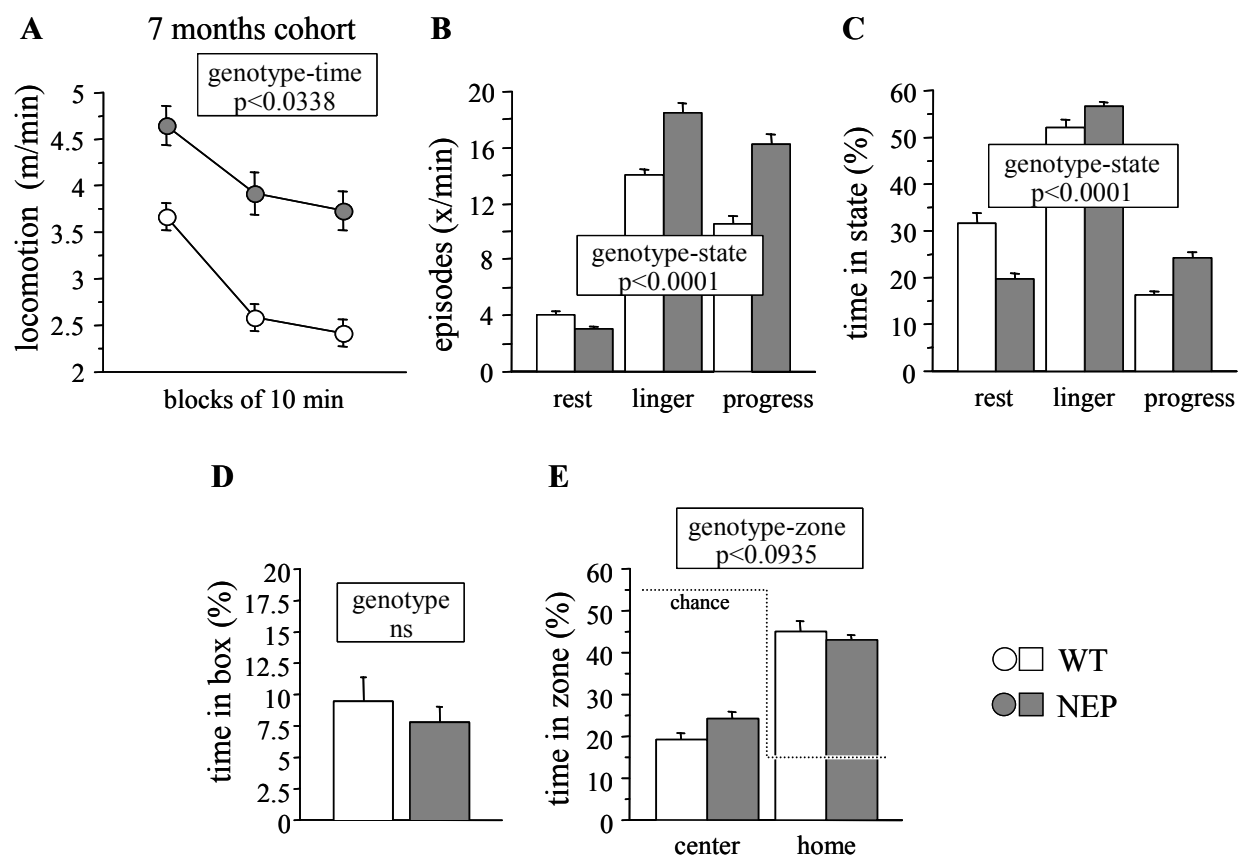 A
7 months cohort
genotype-time
p<0.0338
locomotion (m/min)
5
4.5
4
3.5
3
2.5
2
blocks of 10 min
B
episodes (x/min)
20
16
12
8
4
0
genotype-state
p<0.0001
rest linger progress
C
time in state (%)
60
50
40
30
20
10
0
genotype-state
p<0.0001
rest linger progress
D
time in box (%)
20
17.5
15
12.5
10
7.5
5
2.5
0
genotype
ns
E
genotype-zone
p<0.0935
time in zone (%)
60
50
40
30
20
10
0
chance
center home
WT
NEP